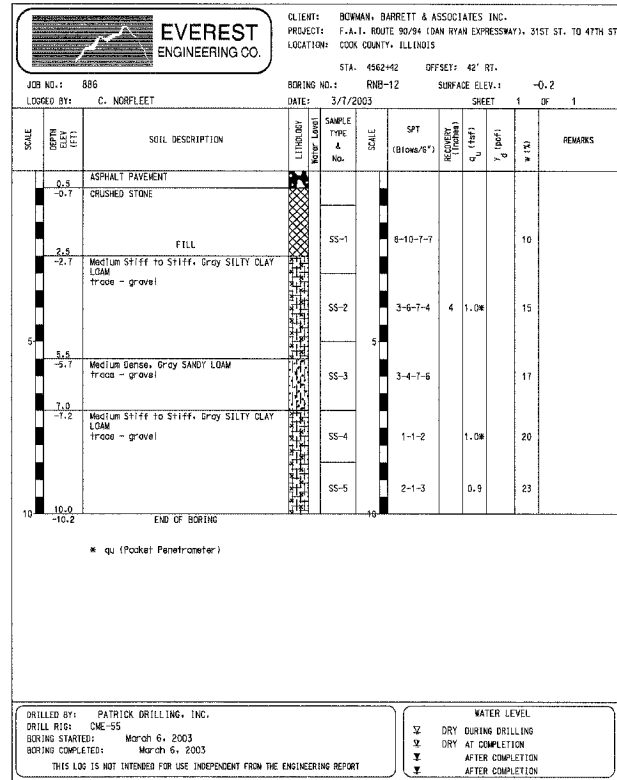 EVEREST
ENGINEERING CO.
CLIENT: BOWMAN, BARRETT & ASSOCIATES INC.
PROJECT: F.A.I. ROUTE 90/94 (DAN RYAN EXPRESSWAY), 31ST ST. TO 47TH ST
LOCATION: COOK COUNTY, ILLINOIS
STA. 4562+42 OFFSET: 42' RT.
JOB NO.: 886 BORING NO.: RNB-12 SURFACE ELEV.: -0.2
LOGGED BY: C. NORFLEET DATE: 3/7/2003 SHEET 1 OF 1
SCALE DEPTH ELEV (FT) SOIL DESCRIPTION LITHOLOGY Water Level SAMPLE TYPE & No. SCALE SPT (Blows/6") RECOVERY (Inches) qu (tsf) Yd (pcf) w (%) REMARKS
ASPHALT PAVEMENT
0.5
-0.7 CRUSHED STONE
SS-1 8-10-7-7 10
FILL
2.5
-2.7 Medium Stiff to Stiff, Gray SILTY CLAY
LOAM
trace - gravel
SS-2 3-6-7-4 4 1.0* 15
5 5
5.5
-5.7 Medium Dense, Gray SANDY LOAM
trace - gravel
SS-3 3-4-7-6 17
7.0
-7.2 Medium Stiff to Stiff, Gray SILTY CLAY
LOAM
trace - gravel
SS-4 1-1-2 1.0* 20
SS-5 2-1-3 0.9 23
10 10.0 10
-10.2 END OF BORING
* qu (Pocket Penetrometer)
DRILLED BY: PATRICK DRILLING, INC.
DRILL RIG: CME-55
BORING STARTED: March 6, 2003
BORING COMPLETED: March 6, 2003
THIS LOG IS NOT INTENDED FOR USE INDEPENDENT FROM THE ENGINEERING REPORT
WATER LEVEL
DRY DURING DRILLING
DRY AT COMPLETION
AFTER COMPLETION
AFTER COMPLETION